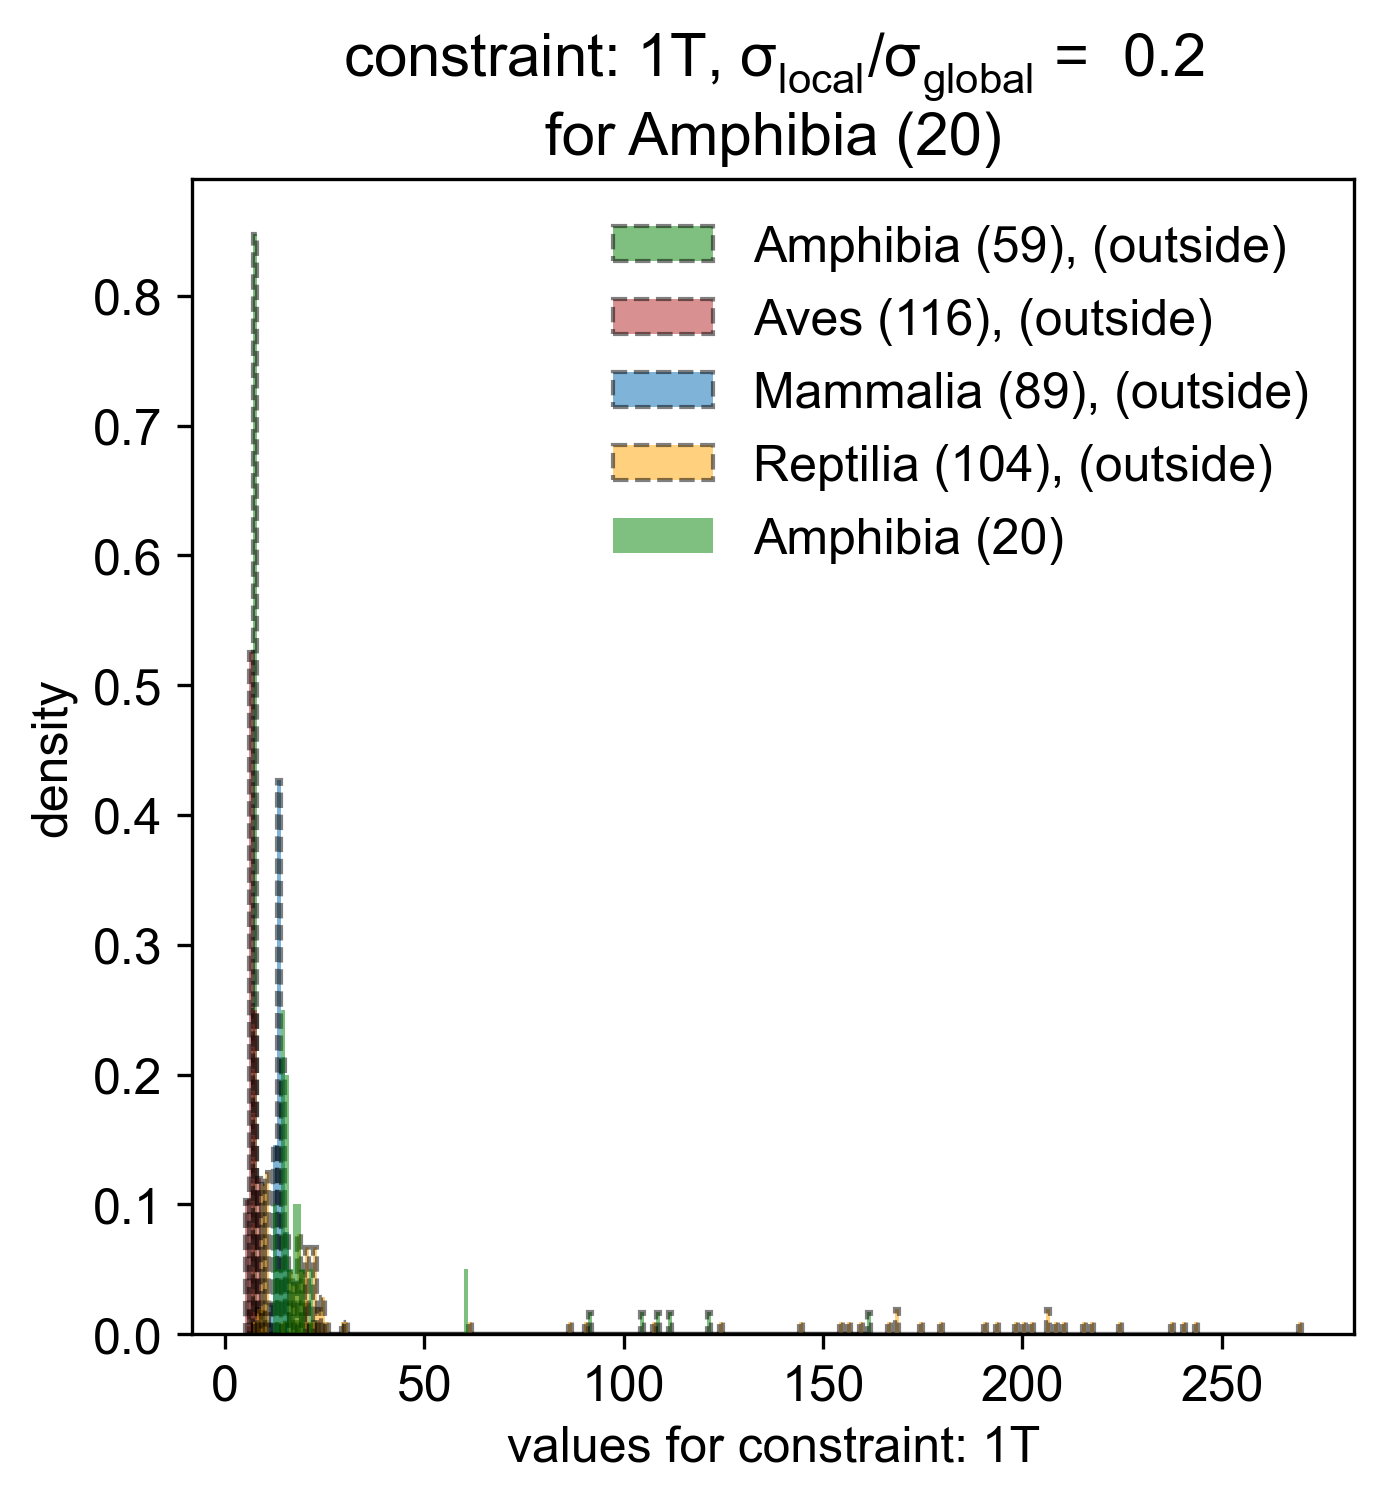 constraint: 1T, σlocal/σglobal = 0.2
for Amphibia (20)
Amphibia (59), (outside)
Aves (116), (outside)
Mammalia (89), (outside)
Reptilia (104), (outside)
Amphibia (20)
density
0.8
0.7
0.6
0.5
0.4
0.3
0.2
0.1
0.0
0 50 100 150 200 250
values for constraint: 1T